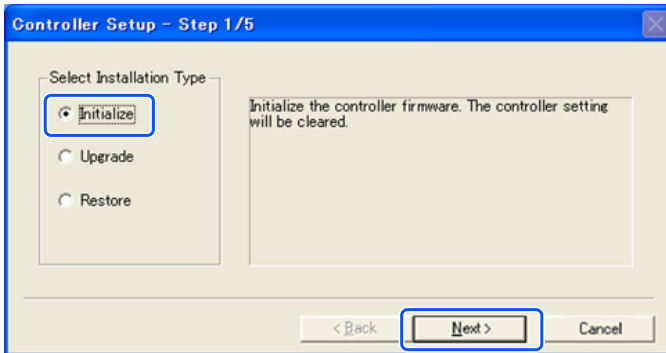 Controller Setup - Step 1/5
Select Installation Type
Initialize
Initialize the controller firmware. The controller setting
will be cleared.
Upgrade
Restore
< Back
Next >
Cancel